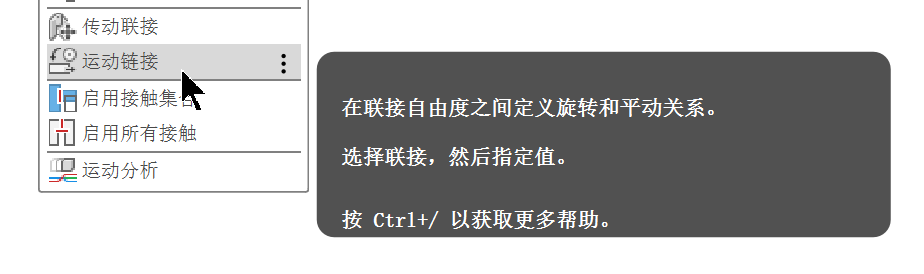 传动联接
运动链接
在联接自由度之间定义旋转和平动关系。
启用接触集合
选择联接，然后指定值。
启用所有接触
运动分析
按 Ctrl+/ 以获取更多帮助。